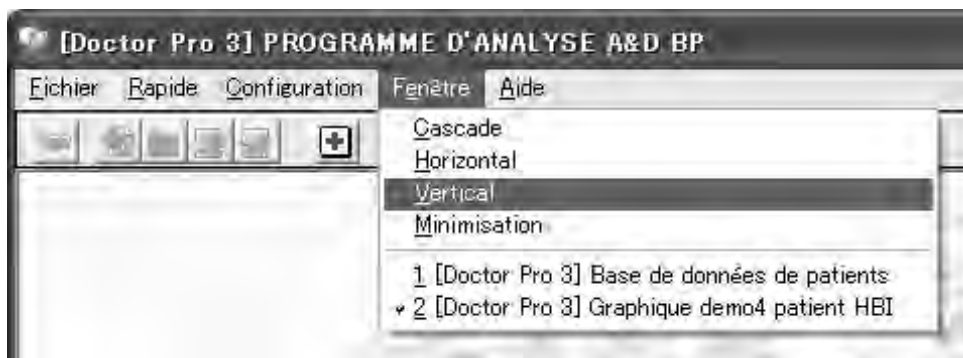 [Doctor Pro 3] PROGRAMME D'ANALYSE A&D BP
Fichier Rapide Configuration Fenêtre Aide
Cascade
Horizontal
Vertical
Minimisation
1 [Doctor Pro 3] Base de données de patients
✓ 2 [Doctor Pro 3] Graphique demo4 patient HBI